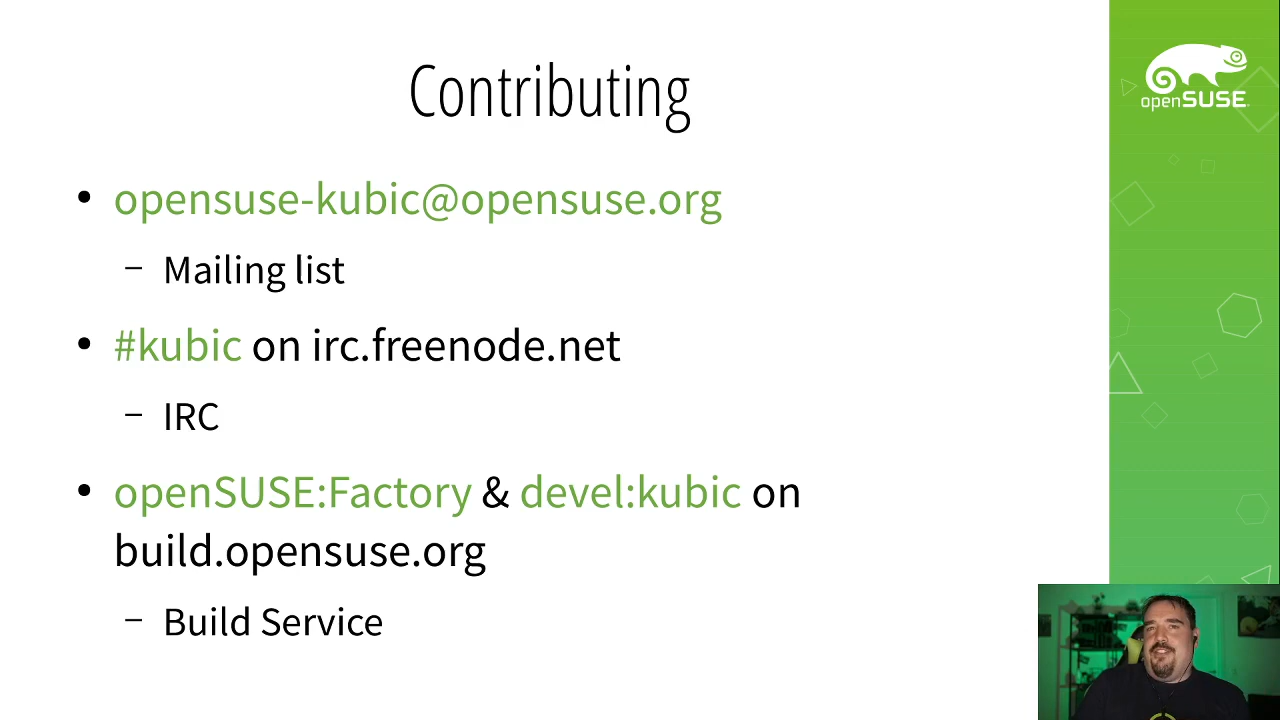 Contributing
openSUSE
• opensuse-kubic@opensuse.org
– Mailing list
• #kubic on irc.freenode.net
– IRC
• openSUSE:Factory & devel:kubic on
build.opensuse.org
– Build Service